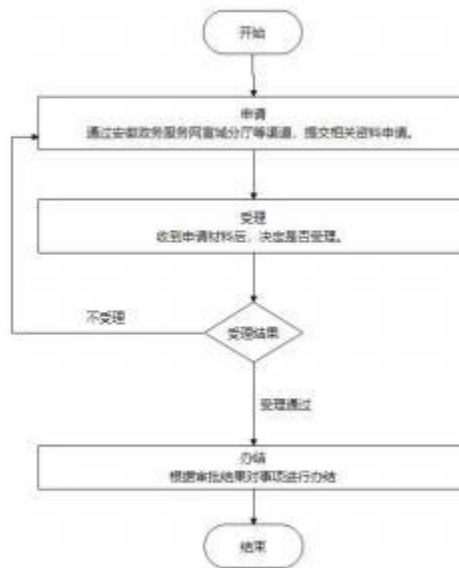 开始
申请
通过安徽政务服务网宣城分厅等渠道，提交相关资料申请。
受理
收到申请材料后，决定是否受理。
不受理
受理结果
受理通过
办结
根据审批结果对事项进行办结
结束